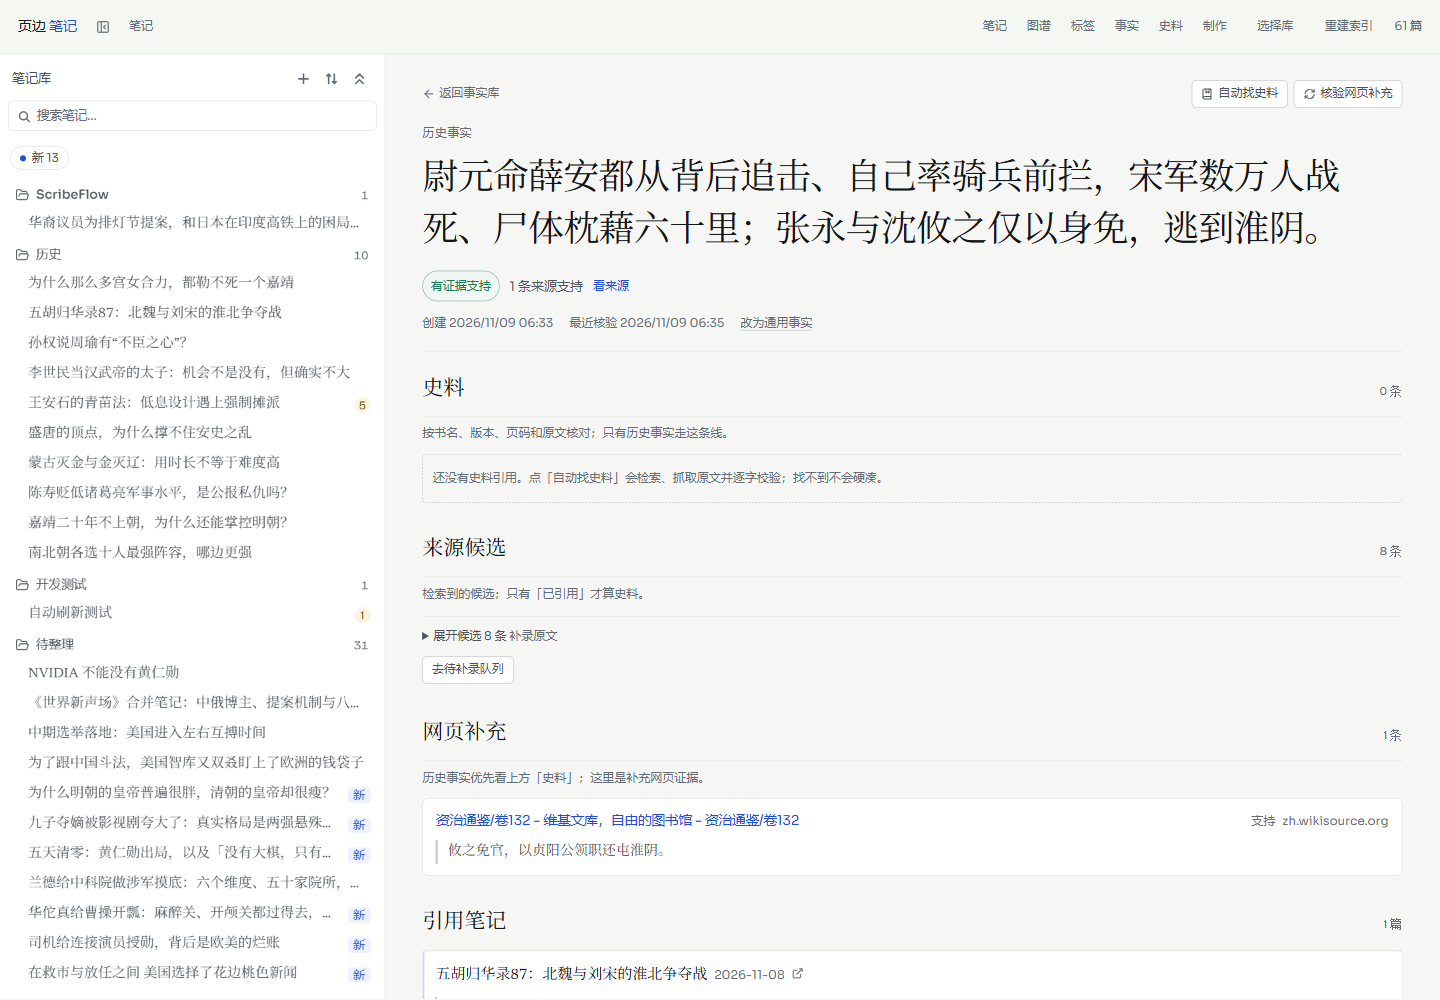 页边 笔记
笔记
笔记 图谱 标签 事实 史料 制作 选择库 重建索引 61 篇
笔记库
搜索笔记...
新 13
ScribeFlow 1
华裔议员为排灯节提案，和日本在印度高铁上的困局...
历史 10
为什么那么多宫女合力，都勒不死一个嘉靖
五胡归华录87：北魏与刘宋的淮北争夺战
孙权说周瑜有“不臣之心”？
李世民当汉武帝的太子：机会不是没有，但确实不大
王安石的青苗法：低息设计遇上强制摊派 5
盛唐的顶点，为什么撑不住安史之乱
蒙古灭金与金灭辽：用时长不等于难度高
陈寿贬低诸葛亮军事水平，是公报私仇吗？
嘉靖二十年不上朝，为什么还能掌控明朝？
南北朝各选十人最强阵容，哪边更强
开发测试 1
自动刷新测试 1
待整理 31
NVIDIA 不能没有黄仁勋
《世界新声场》合并笔记：中俄博主、提案机制与八...
中期选举落地：美国进入左右互搏时间
为了跟中国斗法，美国智库又双叒盯上了欧洲的钱袋子
为什么明朝的皇帝普遍很胖，清朝的皇帝却很瘦？ 新
九子夺嫡被影视剧夸大了：真实格局是两强悬殊... 新
五天清零：黄仁勋出局，以及「没有大棋，只有... 新
兰德给中科院做涉军摸底：六个维度、五十家院所，...
华佗真给曹操开瓢：麻醉关、开颅关都过得去，... 新
司机给连接演员授勋，背后是欧美的烂账 新
在救市与放任之间 美国选择了花边桃色新闻 新
返回事实库
自动找史料
核验网页补充
历史事实
尉元命薛安都从背后追击、自己率骑兵前拦，宋军数万人战
死、尸体枕藉六十里；张永与沈攸之仅以身免，逃到淮阴。
有证据支持 1 条来源支持 看来源
创建 2026/11/09 06:33 最近核验 2026/11/09 06:35 改为通用事实
史料 0 条
按书名、版本、页码和原文核对；只有历史事实走这条线。
还没有史料引用。点「自动找史料」会检索、抓取原文并逐字校验；找不到不会硬凑。
来源候选 8 条
检索到的候选；只有「已引用」才算史料。
展开候选 8 条 补录原文
去待补录队列
网页补充 1 条
历史事实优先看上方「史料」；这里是补充网页证据。
资治通鉴/卷132 - 维基文库，自由的图书馆 - 资治通鉴/卷132 支持 zh.wikisource.org
攸之免官，以贞阳公领职还屯淮阴。
引用笔记 1 篇
五胡归华录87：北魏与刘宋的淮北争夺战 2026-11-08